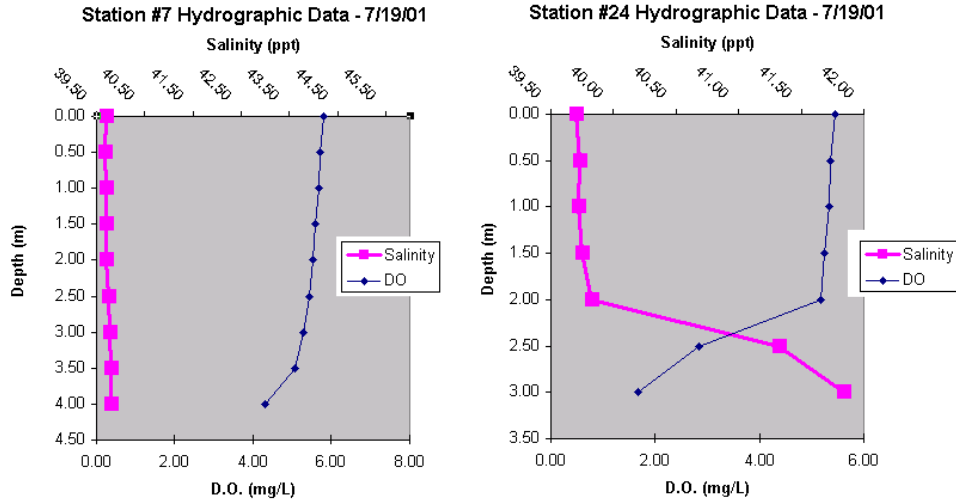 Station #7 Hydrographic Data - 7/19/01
Salinity (ppt)
39.50 40.50 41.50 42.50 43.50 44.50 45.50
0.00
0.50
1.00
1.50
2.00
2.50
3.00
3.50
4.00
4.50
Depth (m)
Salinity
DO
0.00 2.00 4.00 6.00 8.00
D.O. (mg/L)
Station #24 Hydrographic Data - 7/19/01
Salinity (ppt)
39.50 40.00 40.50 41.00 41.50 42.00
0.00
0.50
1.00
1.50
2.00
2.50
3.00
3.50
Depth (m)
Salinity
DO
0.00 2.00 4.00 6.00
D.O. (mg/L)